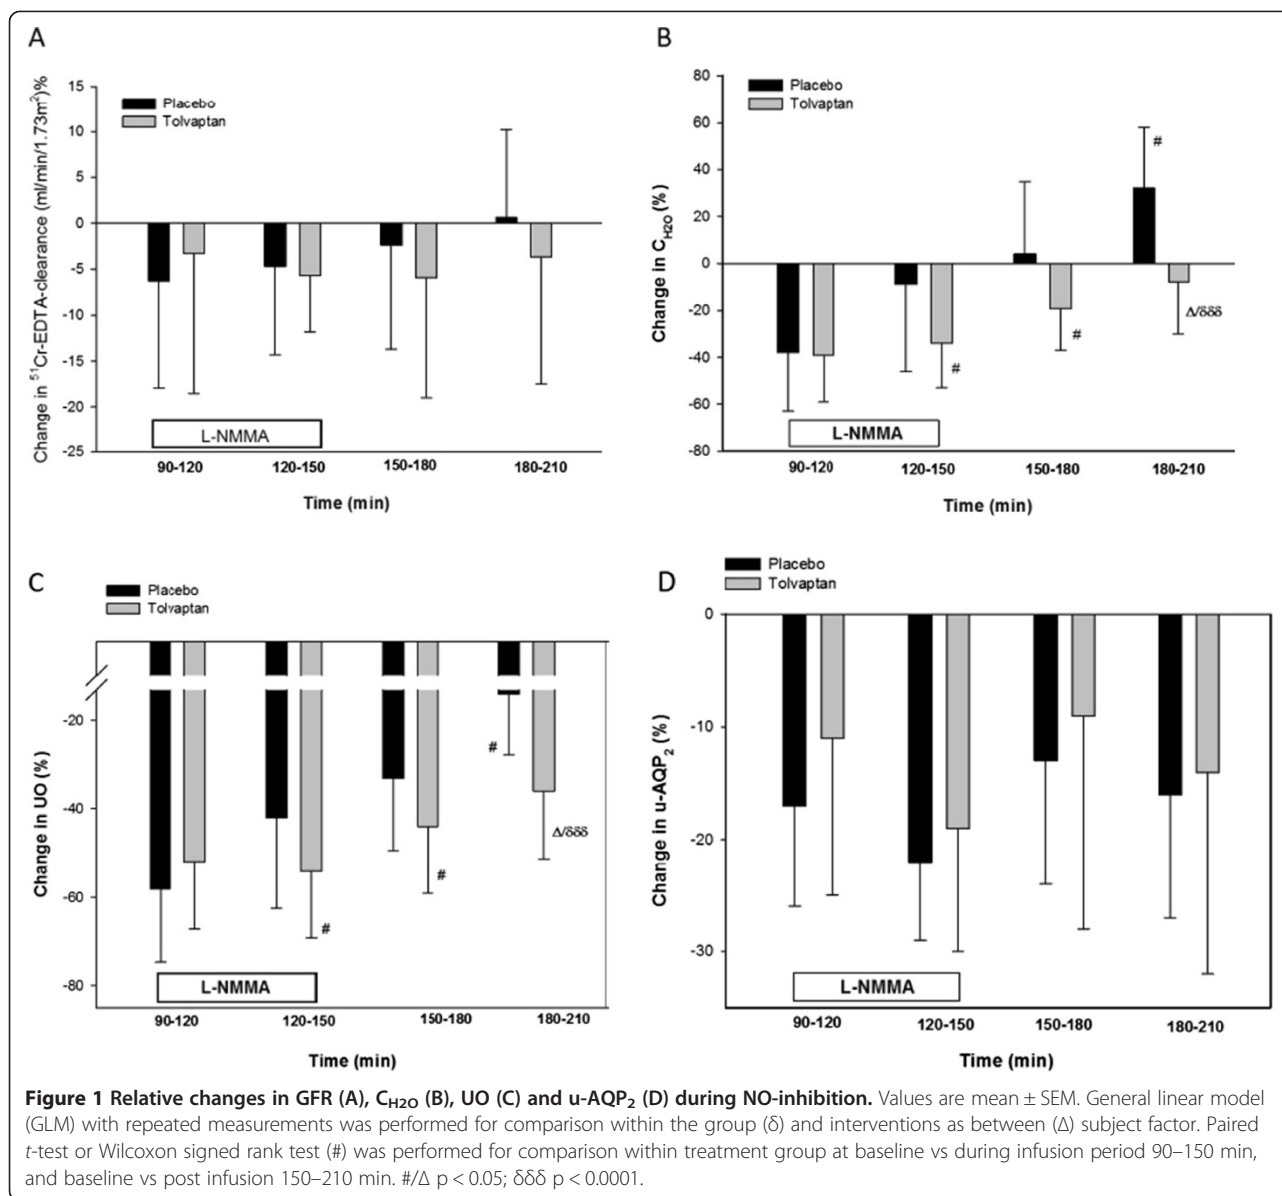 A
Placebo
Tolvaptan
Change in ⁵¹Cr-EDTA-clearance (ml/min/1.73m²)%
15
10
5
0
-5
-10
-15
-20
-25
L-NMMA
90-120 120-150 150-180 180-210
Time (min)
B
Placebo
Tolvaptan
Change in C_H2O (%)
80
60
40
20
0
-20
-40
-60
-80
#
#
#
Δ/δδδ
L-NMMA
90-120 120-150 150-180 180-210
Time (min)
C
Placebo
Tolvaptan
Change in UO (%)
-20
-40
-60
-80
#
#
#
Δ/δδδ
L-NMMA
90-120 120-150 150-180 180-210
Time (min)
D
Placebo
Tolvaptan
Change in u-AQP₂ (%)
0
-10
-20
-30
L-NMMA
90-120 120-150 150-180 180-210
Time (min)
Figure 1 Relative changes in GFR (A), C_H2O (B), UO (C) and u-AQP₂ (D) during NO-inhibition. Values are mean ± SEM. General linear model
(GLM) with repeated measurements was performed for comparison within the group (δ) and interventions as between (Δ) subject factor. Paired
t-test or Wilcoxon signed rank test (#) was performed for comparison within treatment group at baseline vs during infusion period 90–150 min,
and baseline vs post infusion 150–210 min. #/Δ p < 0.05; δδδ p < 0.0001.